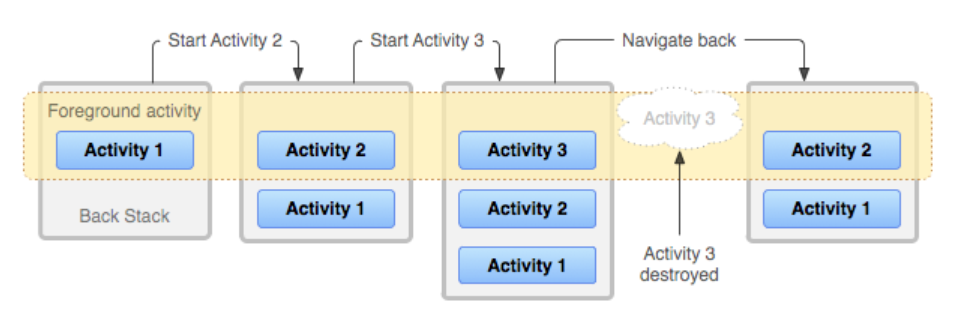 Start Activity 2
Start Activity 3
Navigate back
Foreground activity
Activity 3
Activity 1
Activity 2
Activity 3
Activity 2
Back Stack
Activity 1
Activity 2
Activity 1
Activity 1
Activity 3
destroyed